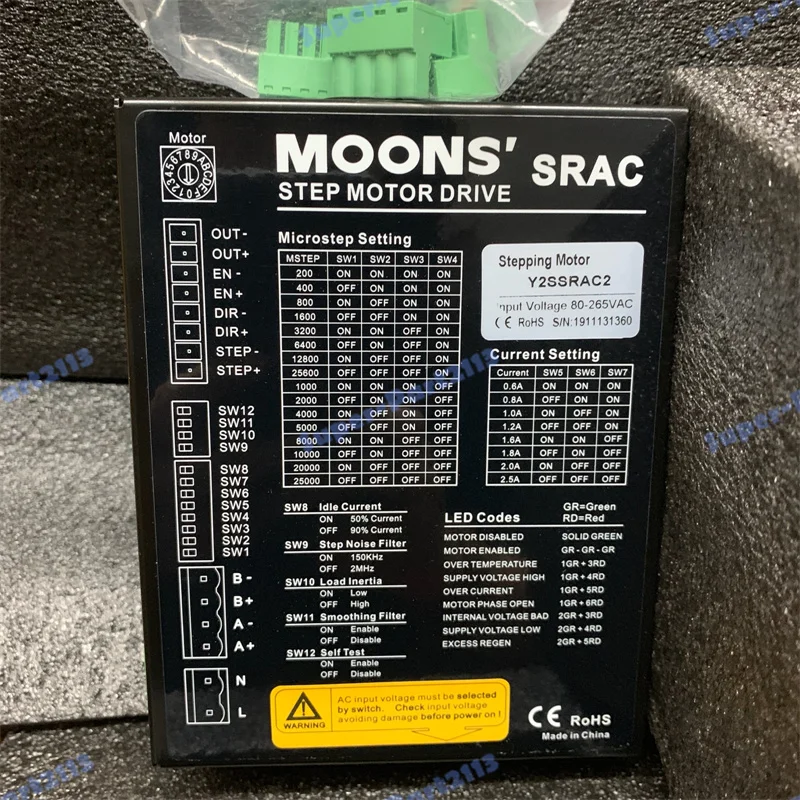 MOONS' SRAC
STEP MOTOR DRIVE
Motor
0123456789ABCDEF
OUT-
OUT+
EN-
EN+
DIR-
DIR+
STEP-
STEP+
SW12
SW11
SW10
SW9
SW8
SW7
SW6
SW5
SW4
SW3
SW2
SW1
B-
B+
A-
A+
N
L
Microstep Setting
MSTEP SW1 SW2 SW3 SW4
200 ON ON ON ON
400 OFF ON ON ON
800 ON OFF ON ON
1600 OFF OFF ON ON
3200 ON ON OFF ON
6400 OFF ON OFF ON
12800 ON OFF OFF ON
25600 OFF OFF OFF ON
1000 ON ON ON OFF
2000 OFF ON ON OFF
4000 ON OFF ON OFF
5000 OFF OFF ON OFF
8000 ON ON OFF OFF
10000 OFF ON OFF OFF
20000 ON OFF OFF OFF
25000 OFF OFF OFF OFF
Stepping Motor
Y2SSRAC2
Input Voltage 80-265VAC
CE RoHS S/N:1911131360
Current Setting
Current SW5 SW6 SW7
0.6A ON ON ON
0.8A OFF ON ON
1.0A ON OFF ON
1.2A OFF OFF ON
1.6A ON ON OFF
1.8A OFF ON OFF
2.0A ON OFF OFF
2.5A OFF OFF OFF
SW8 Idle Current
ON 50% Current
OFF 90% Current
SW9 Step Noise Filter
ON 150KHz
OFF 2MHz
SW10 Load Inertia
ON Low
OFF High
SW11 Smoothing Filter
ON Enable
OFF Disable
SW12 Self Test
ON Enable
OFF Disable
GR=Green
LED Codes RD=Red
MOTOR DISABLED SOLID GREEN
MOTOR ENABLED GR - GR - GR
OVER TEMPERATURE 1GR + 3RD
SUPPLY VOLTAGE HIGH 1GR + 4RD
OVER CURRENT 1GR + 5RD
MOTOR PHASE OPEN 1GR + 6RD
INTERNAL VOLTAGE BAD 2GR + 3RD
SUPPLY VOLTAGE LOW 2GR + 4RD
EXCESS REGEN 2GR + 5RD
WARNING
AC input voltage must be selected
by switch. Check input voltage
avoiding damage before power on !
CE RoHS
Made in China